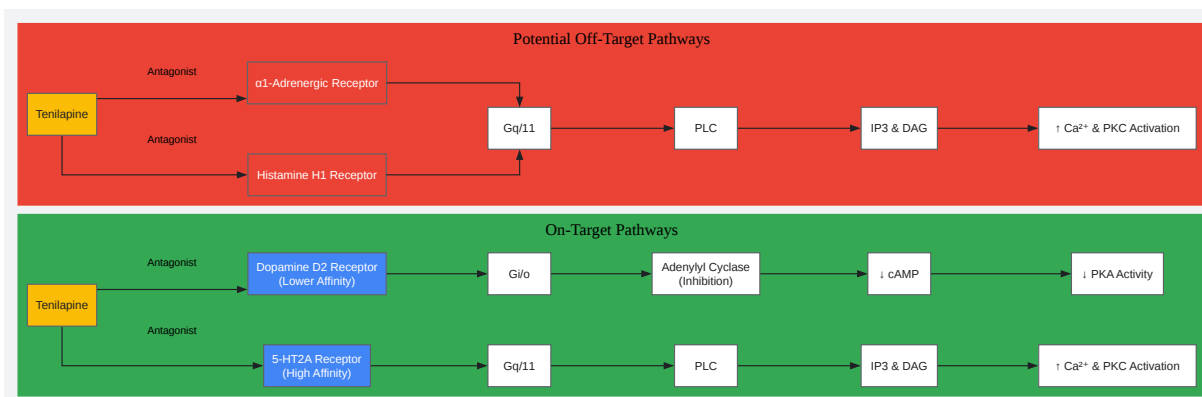 Potential Off-Target Pathways
Antagonist
α1-Adrenergic Receptor
Tenilapine
Gq/11
PLC
IP3 & DAG
↑ Ca²⁺ & PKC Activation
Antagonist
Histamine H1 Receptor
On-Target Pathways
Antagonist
Dopamine D2 Receptor
(Lower Affinity)
Gi/o
Adenylyl Cyclase
(Inhibition)
↓ cAMP
↓ PKA Activity
Tenilapine
Antagonist
5-HT2A Receptor
(High Affinity)
Gq/11
PLC
IP3 & DAG
↑ Ca²⁺ & PKC Activation